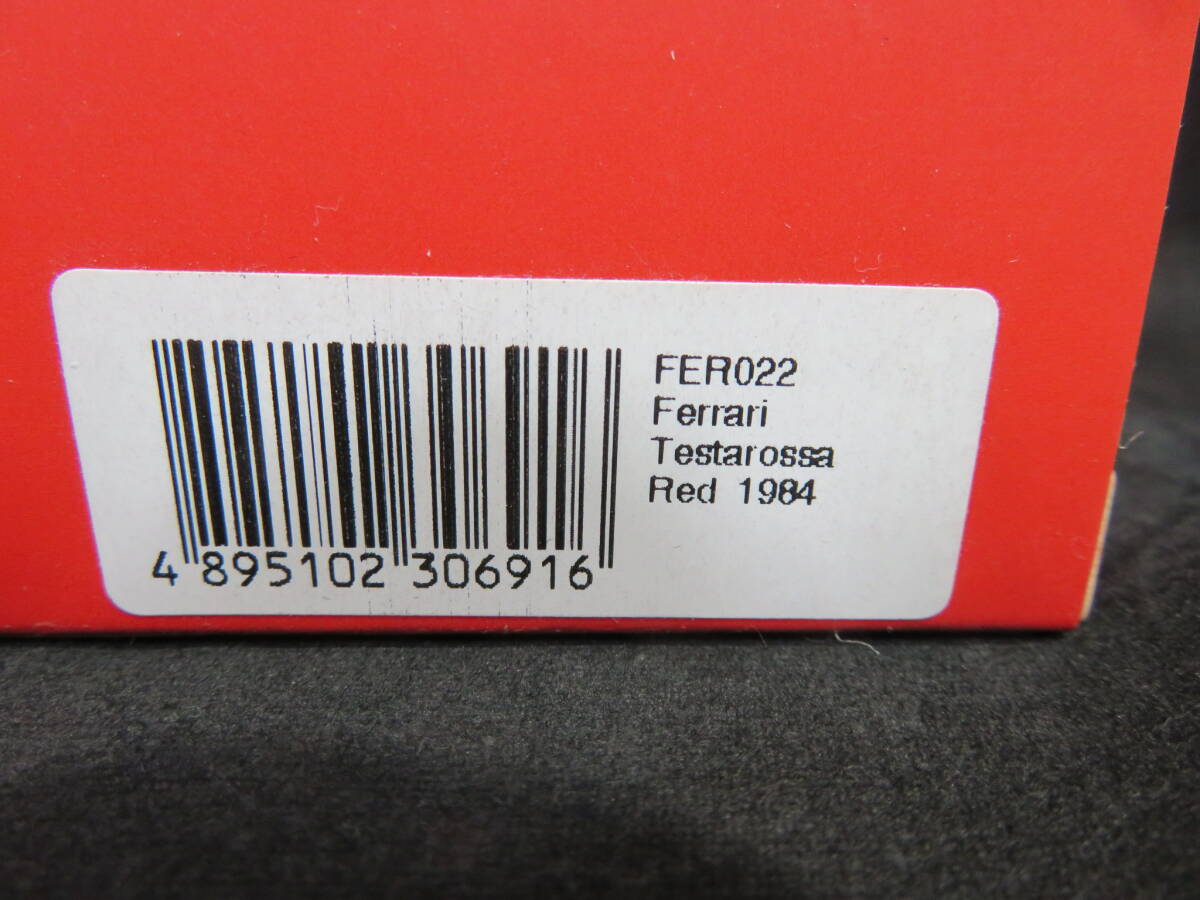 FER022
Ferrari
Testarossa
Red 1984
4 895102 306916